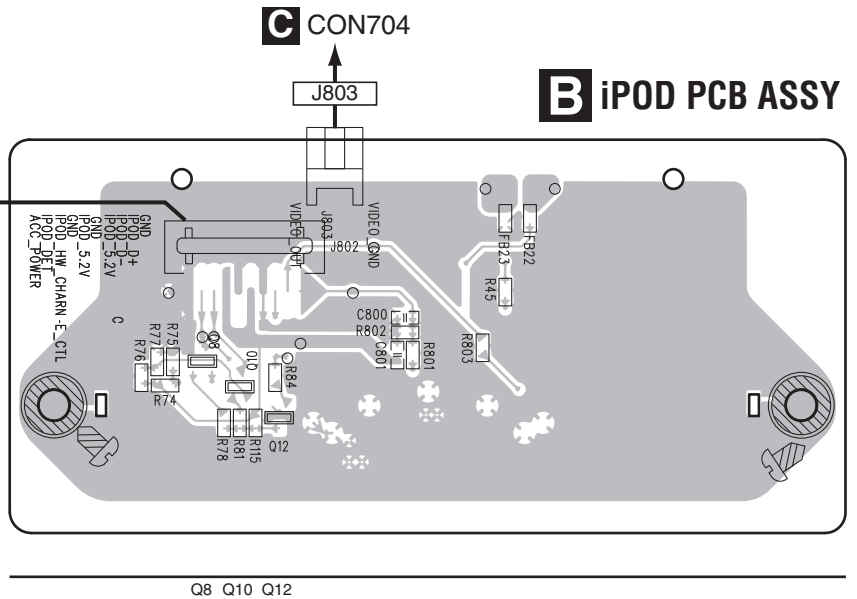 C CON704
J803
B iPOD PCB ASSY
GND
IPOD_D+
IPOD_D-
IPOD_5.2V
GND
IPOD_5.2V
GND
IPOD_HW_CHARN-E_CTL
IPOD_DET
ACC_POWER
VIDEO_OUT
J803
VIDEO_GND
J802
FB23
FB22
R45
C800
R802
C801
R801
R803
C
R77
R75
R76
R74
Q8
Q10
R84
R78
R81
R115
Q12
Q8 Q10 Q12